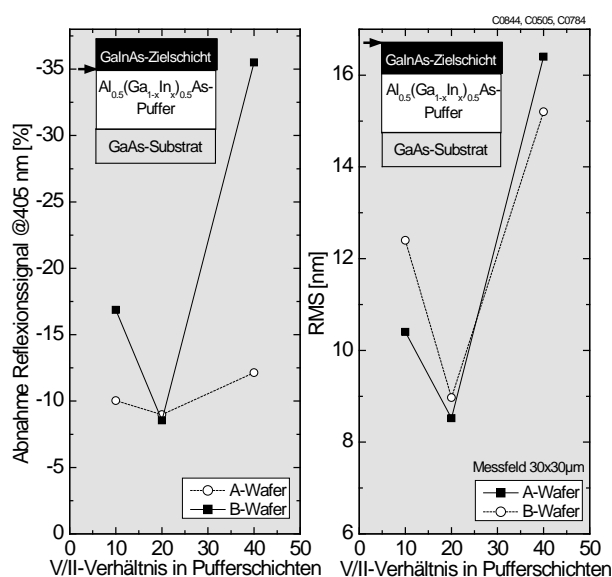 C0844, C0505, C0784
Abnahme Reflexionssignal @405 nm [%]
-35
-30
-25
-20
-15
-10
-5
0
GaInAs-Zielschicht
Al0.5(Ga1-xInx)0.5As-
Puffer
GaAs-Substrat
A-Wafer
B-Wafer
0 10 20 30 40 50
V/II-Verhältnis in Pufferschichten
RMS [nm]
16
14
12
10
8
6
GaInAs-Zielschicht
Al0.5(Ga1-xInx)0.5As-
Puffer
GaAs-Substrat
Messfeld 30x30µm
A-Wafer
B-Wafer
0 10 20 30 40 50
V/II-Verhältnis in Pufferschichten